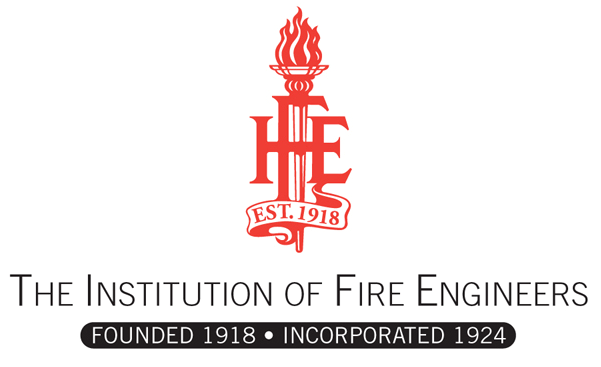 IFE
EST. 1918
THE INSTITUTION OF FIRE ENGINEERS
FOUNDED 1918 • INCORPORATED 1924